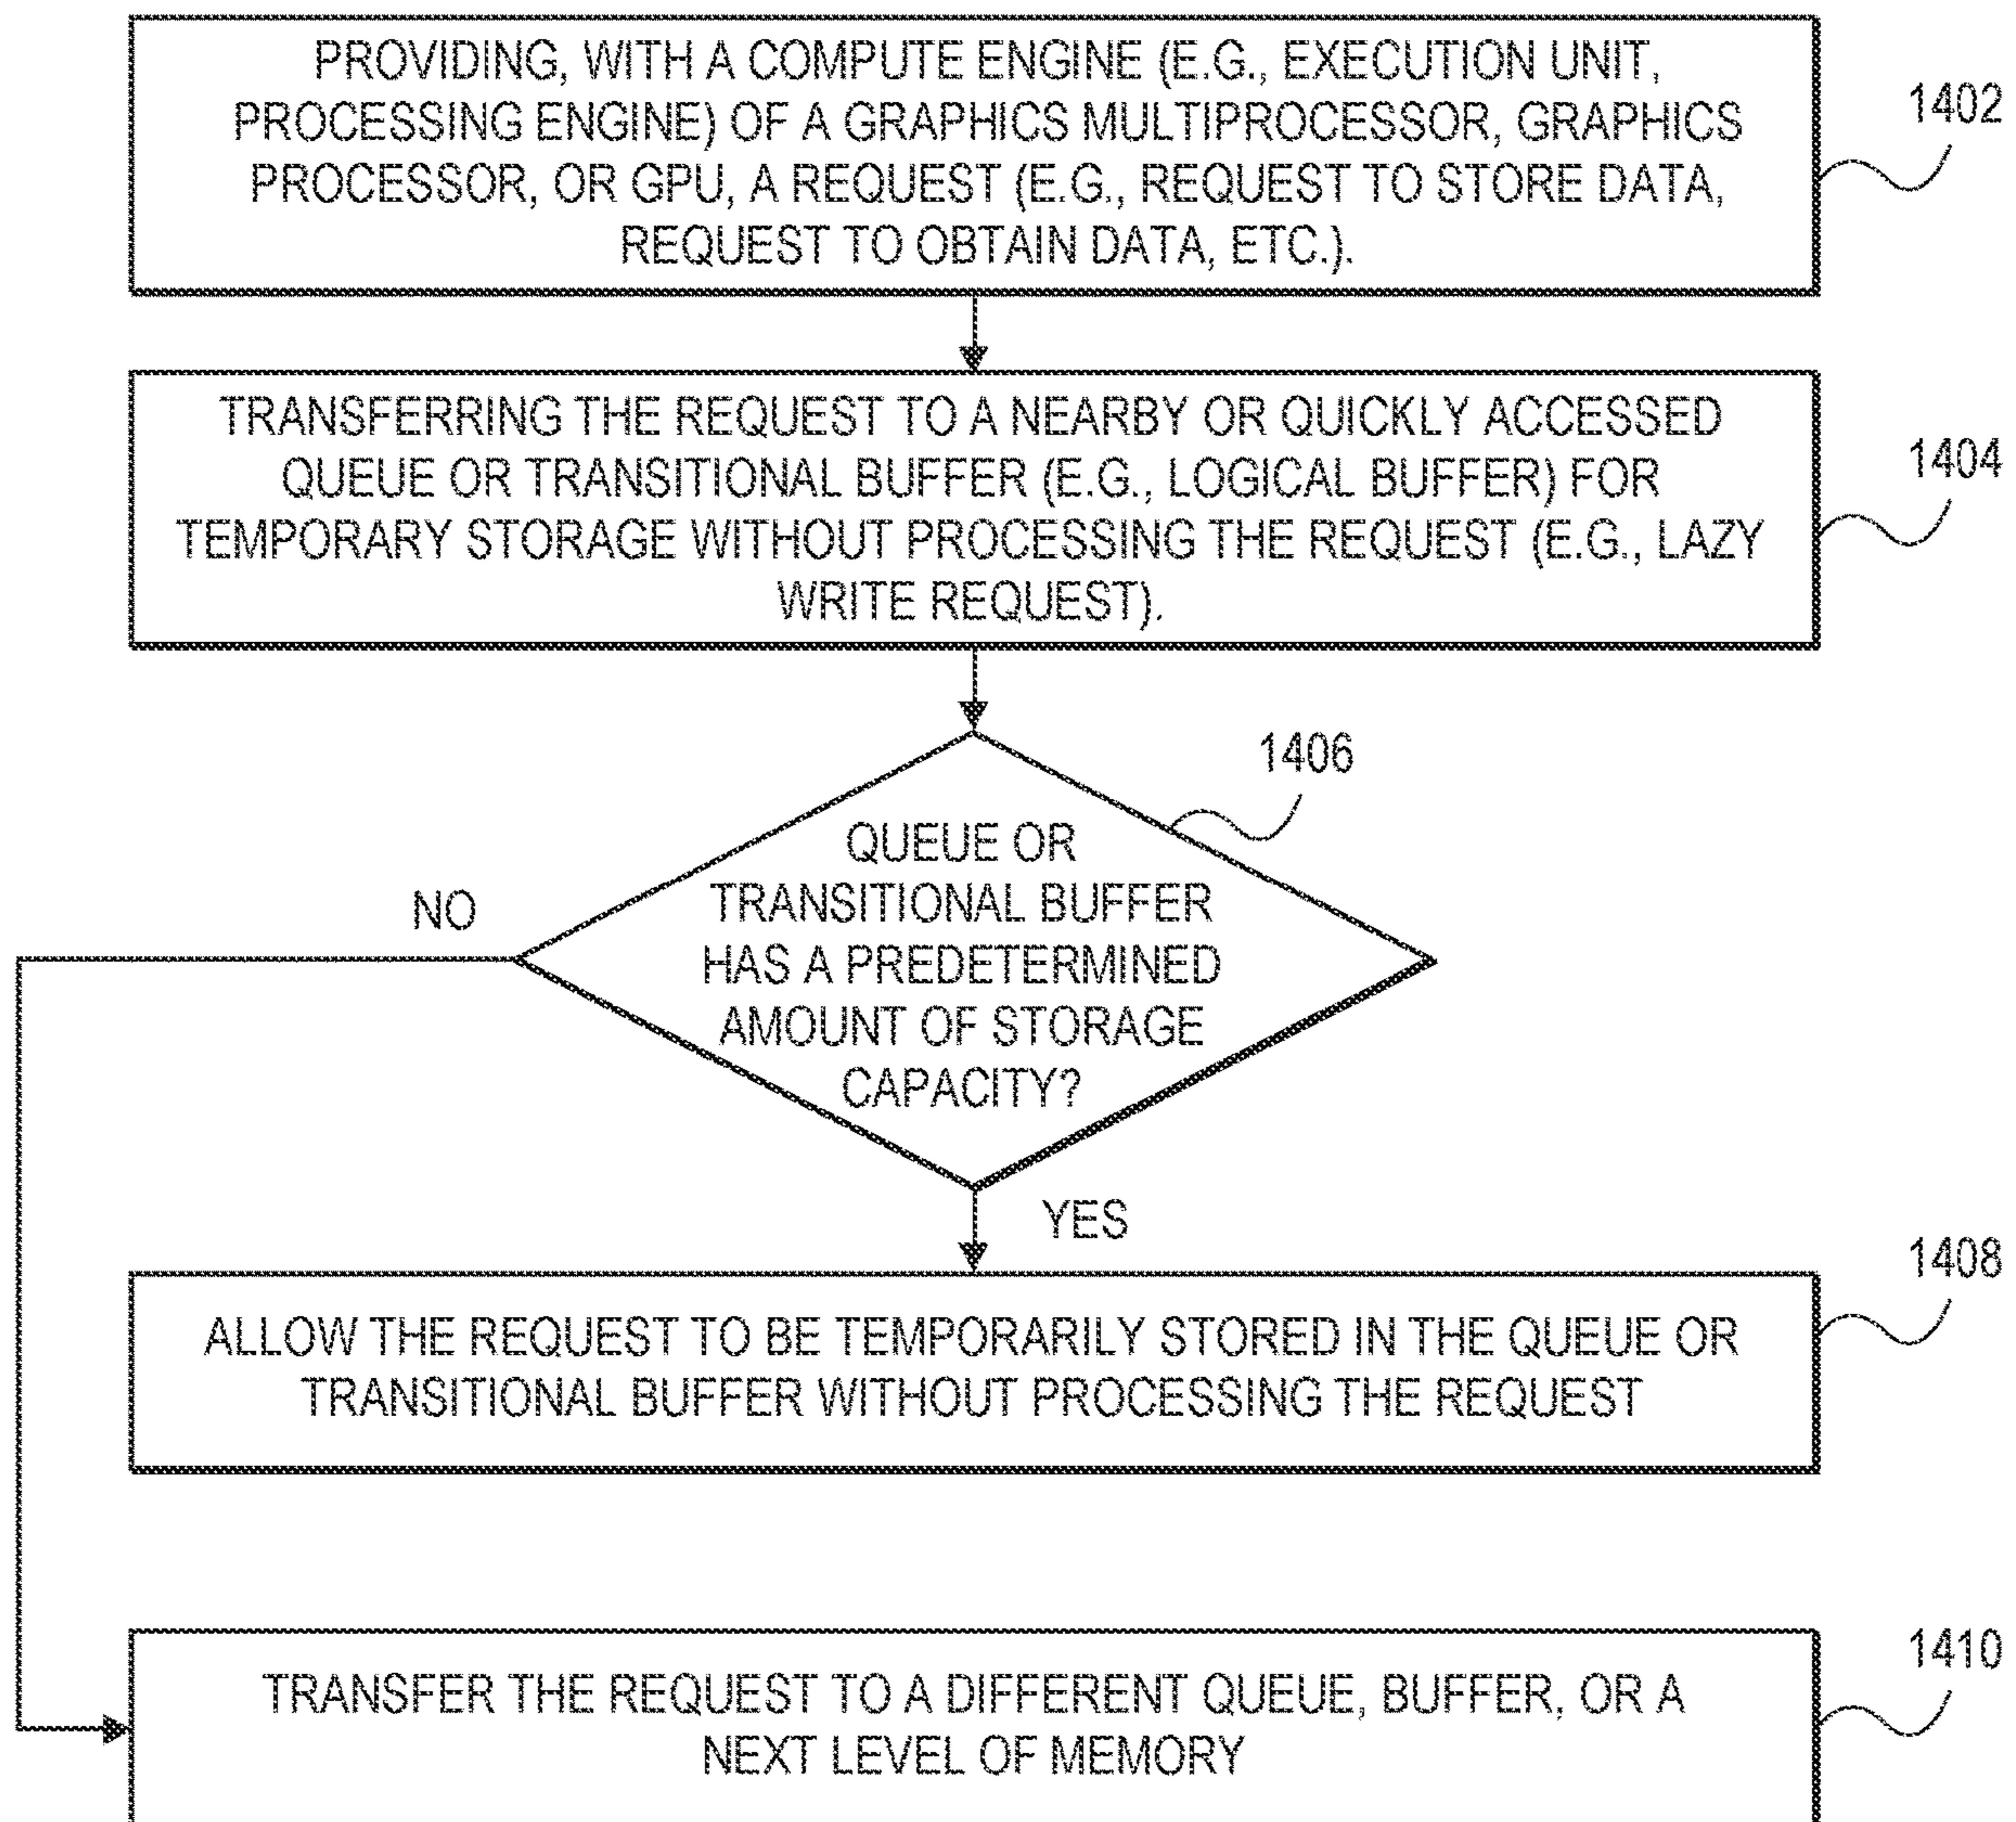 PROVIDING, WITH A COMPUTE ENGINE (E.G., EXECUTION UNIT,
PROCESSING ENGINE) OF A GRAPHICS MULTIPROCESSOR, GRAPHICS
PROCESSOR, OR GPU, A REQUEST (E.G., REQUEST TO STORE DATA,
REQUEST TO OBTAIN DATA, ETC.).
1402
TRANSFERRING THE REQUEST TO A NEARBY OR QUICKLY ACCESSED
QUEUE OR TRANSITIONAL BUFFER (E.G., LOGICAL BUFFER) FOR
TEMPORARY STORAGE WITHOUT PROCESSING THE REQUEST (E.G., LAZY
WRITE REQUEST).
1404
1406
QUEUE OR
TRANSITIONAL BUFFER
HAS A PREDETERMINED
AMOUNT OF STORAGE
CAPACITY?
NO
YES
1408
ALLOW THE REQUEST TO BE TEMPORARILY STORED IN THE QUEUE OR
TRANSITIONAL BUFFER WITHOUT PROCESSING THE REQUEST
1410
TRANSFER THE REQUEST TO A DIFFERENT QUEUE, BUFFER, OR A
NEXT LEVEL OF MEMORY